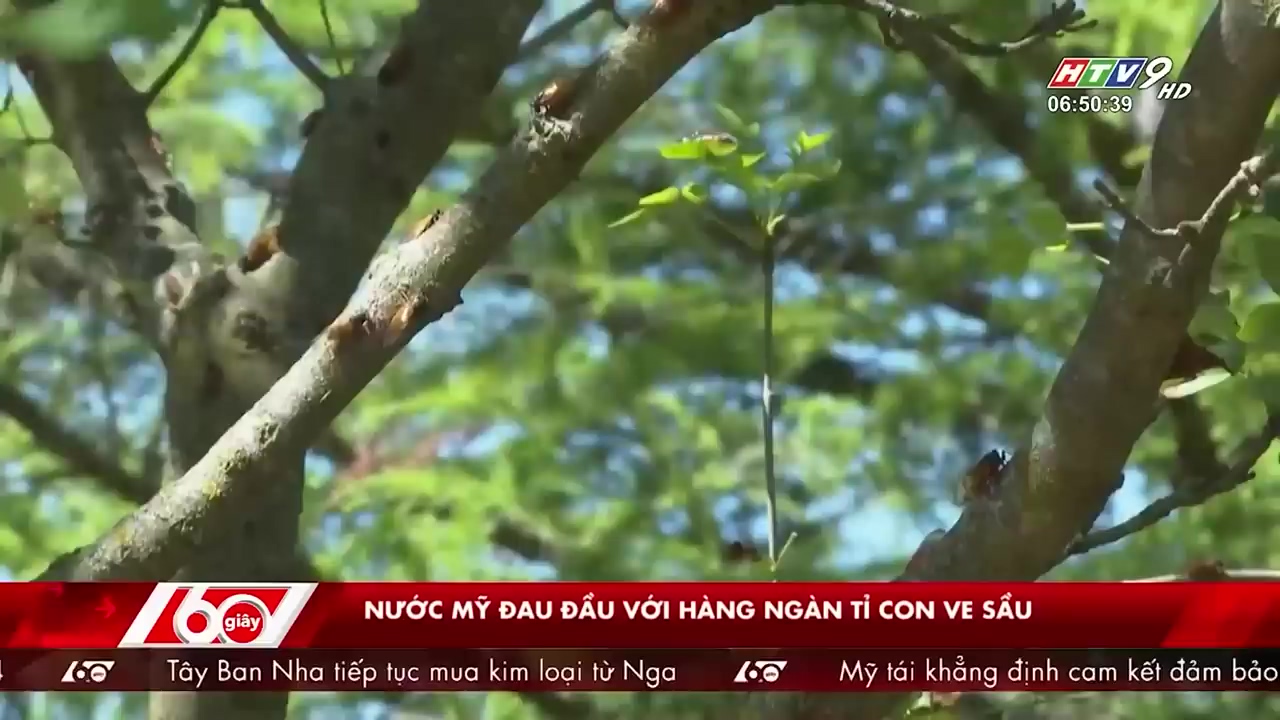 HTV9 HD
06:50:39
60 giây
NƯỚC MỸ ĐAU ĐẦU VỚI HÀNG NGÀN TỈ CON VE SẦU
Tây Ban Nha tiếp tục mua kim loại từ Nga
Mỹ tái khẳng định cam kết đảm bảo